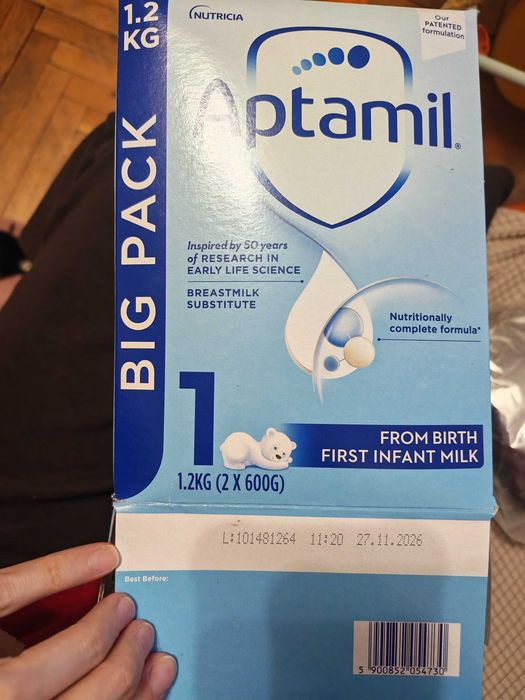 1.2
KG
BIG PACK
NUTRICIA
Our
PATENTED
formulation
Aptamil®
Inspired by 50 years
of RESEARCH IN
EARLY LIFE SCIENCE
BREASTMILK
SUBSTITUTE
Nutritionally
complete formula*
1
FROM BIRTH
FIRST INFANT MILK
1.2KG (2 X 600G)
L:101481264 11:20 27.11.2026
Best Before:
5 900852 054730